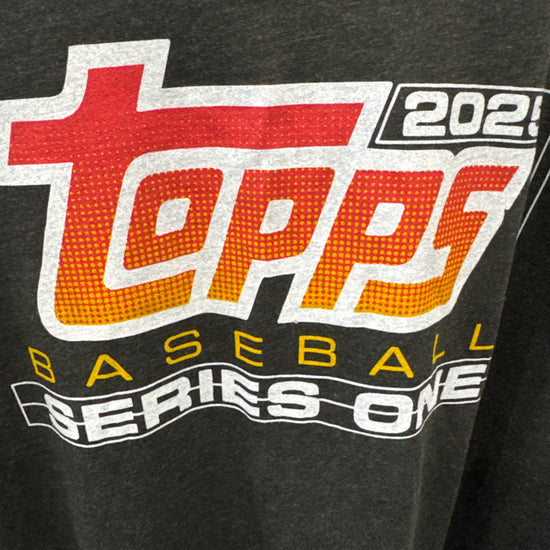 2025
topps
BASEBALL
SERIES ONE